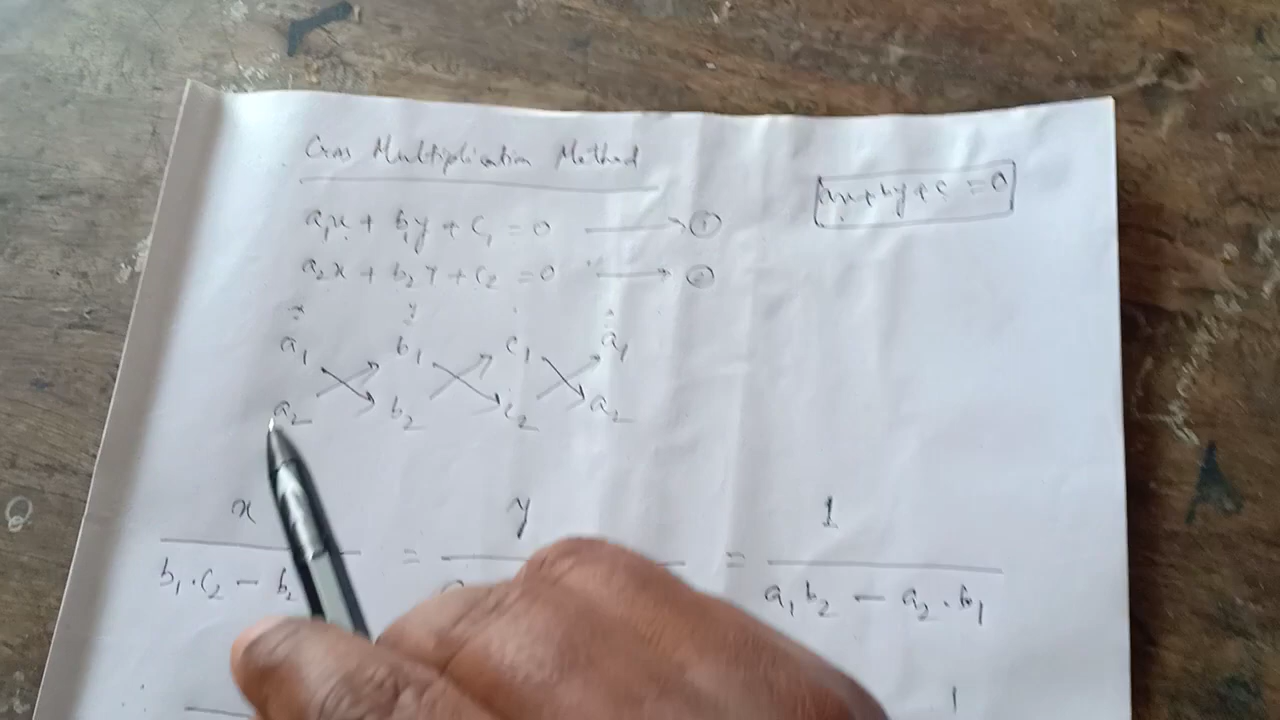 Cross Multiplication Method
ax + by + c = 0
a₁x + b₁y + c₁ = 0 ⟶ ①
a₂x + b₂y + c₂ = 0 ⟶ ②
x y
a₁ b₁ c₁ a₁
a₂ b₂ c₂ a₂
x = y = 1
b₁.c₂ − b₂ a₁b₂ − a₂.b₁
1